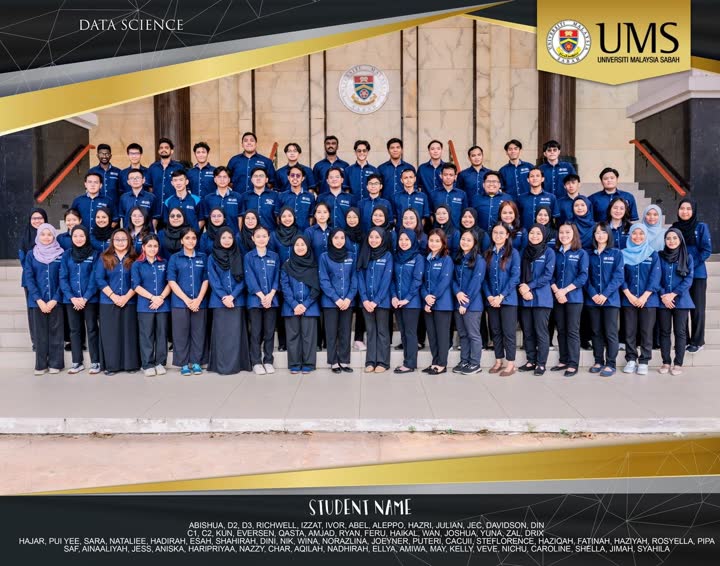 DATA SCIENCE
UMS
UNIVERSITI MALAYSIA SABAH
STUDENT NAME
ABISHUA, D2, D3, RICHWELL, IZZAT, IVOR, ABEL, ALEPPO, HAZRI, JULIAN, JEC, DAVIDSON, DIN
C1, C2, KUN, EVERSEN, QASTA, AMJAD, RYAN, FERU, HAIKAL, WAN, JOSHUA, YUNA, ZAL, DRIX
HAJAR, PUI YEE, SARA, NATALIEE, HADIRAH, ESAH, SHAHIRAH, DINI, NIK, WINA, NORAZLINA, JOEYNER, PUTERI, CACUII, STEFLORENCE, HAZIQAH, FATINAH, HAZIYAH, ROSYELLA, PIPA
SAF, AINAALIYAH, JESS, ANISKA, HARIPRIYAA, NAZZY, CHAR, AQILAH, NADHIRAH, ELLYA, AMIWA, MAY, KELLY, VEVE, NICHU, CAROLINE, SHELLA, JIMAH, SYAHILA